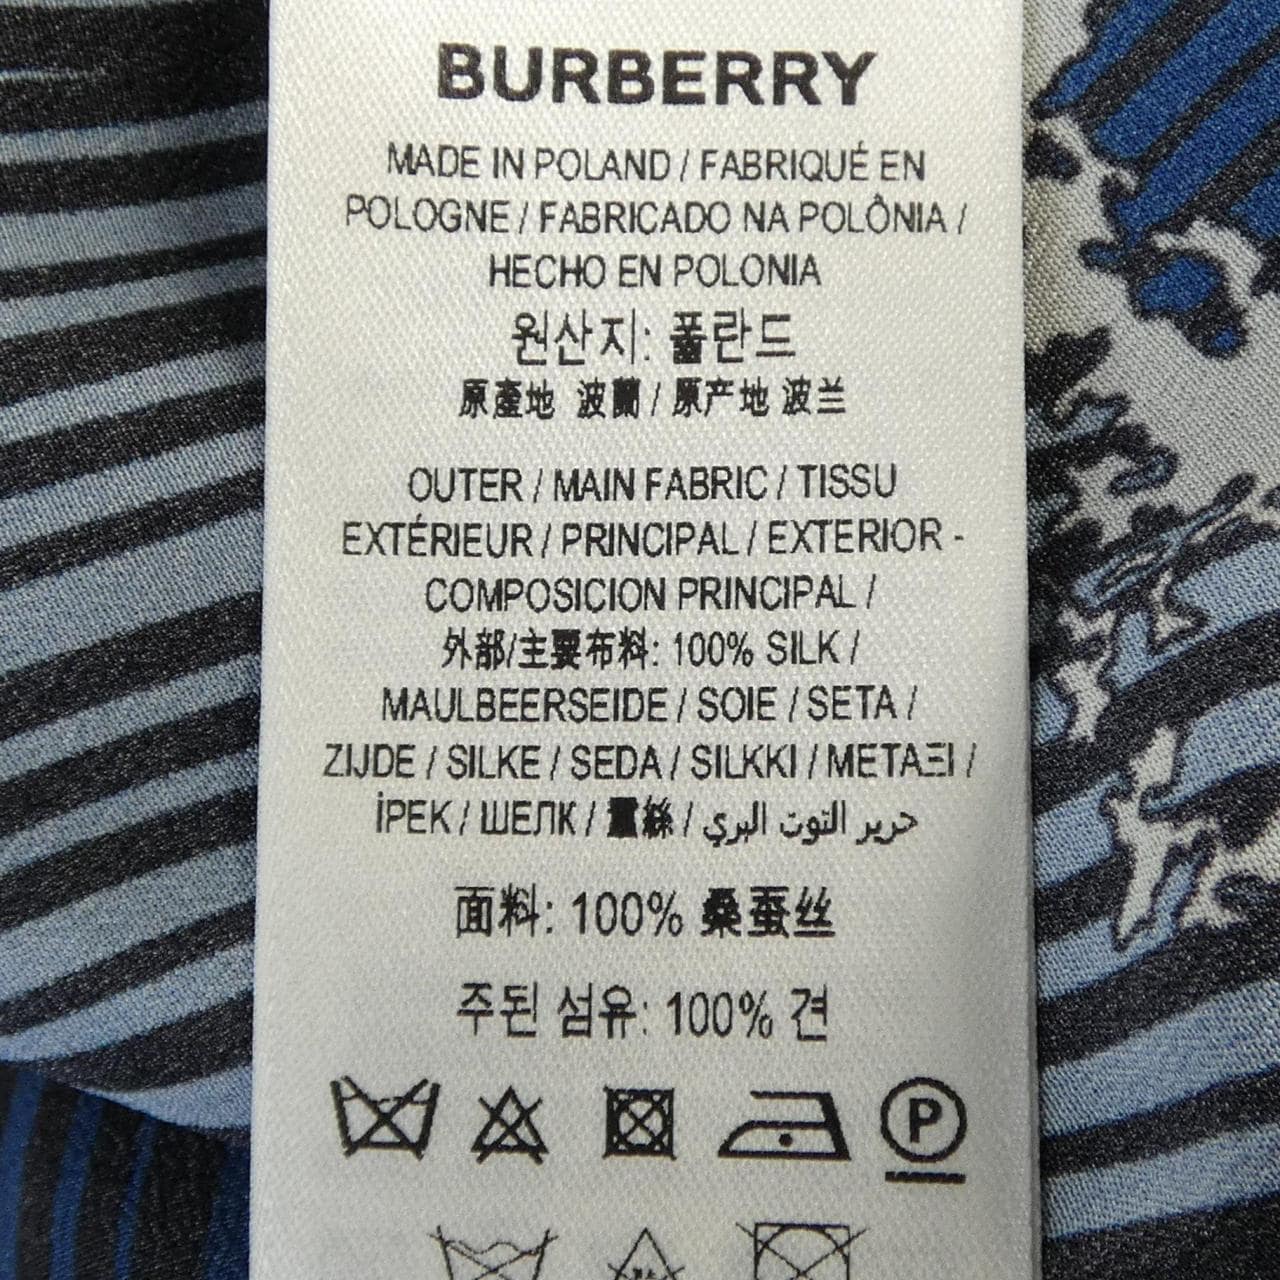 BURBERRY
MADE IN POLAND / FABRIQUÉ EN
POLOGNE / FABRICADO NA POLÔNIA /
HECHO EN POLONIA
원산지: 폴란드
原產地 波蘭 / 原产地 波兰
OUTER / MAIN FABRIC / TISSU
EXTÉRIEUR / PRINCIPAL / EXTERIOR -
COMPOSICION PRINCIPAL /
外部/主要布料: 100% SILK /
MAULBEERSEIDE / SOIE / SETA /
ZIJDE / SILKE / SEDA / SILKKI / ΜΕΤΑΞΙ /
İPEK / ШЕЛК / 蠶絲 / حرير التوت البري
面料: 100% 桑蚕丝
주된 섬유: 100% 견
P